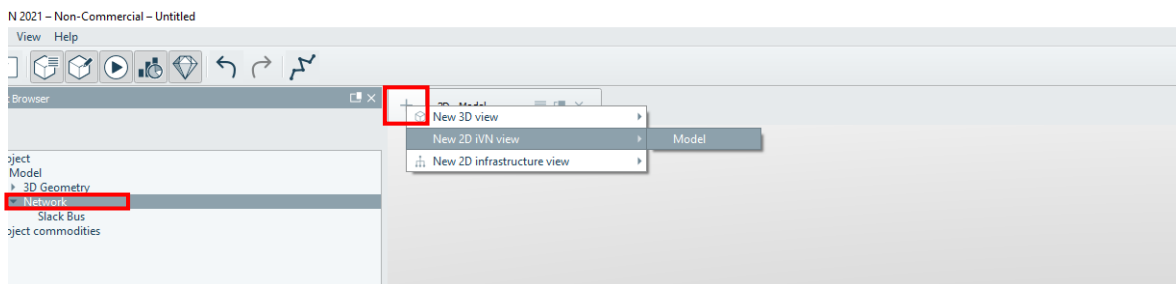 N 2021 – Non-Commercial – Untitled
View Help
Browser
3D - Model
New 3D view
New 2D iVN view
Model
New 2D infrastructure view
oject
Model
3D Geometry
Network
Slack Bus
oject commodities